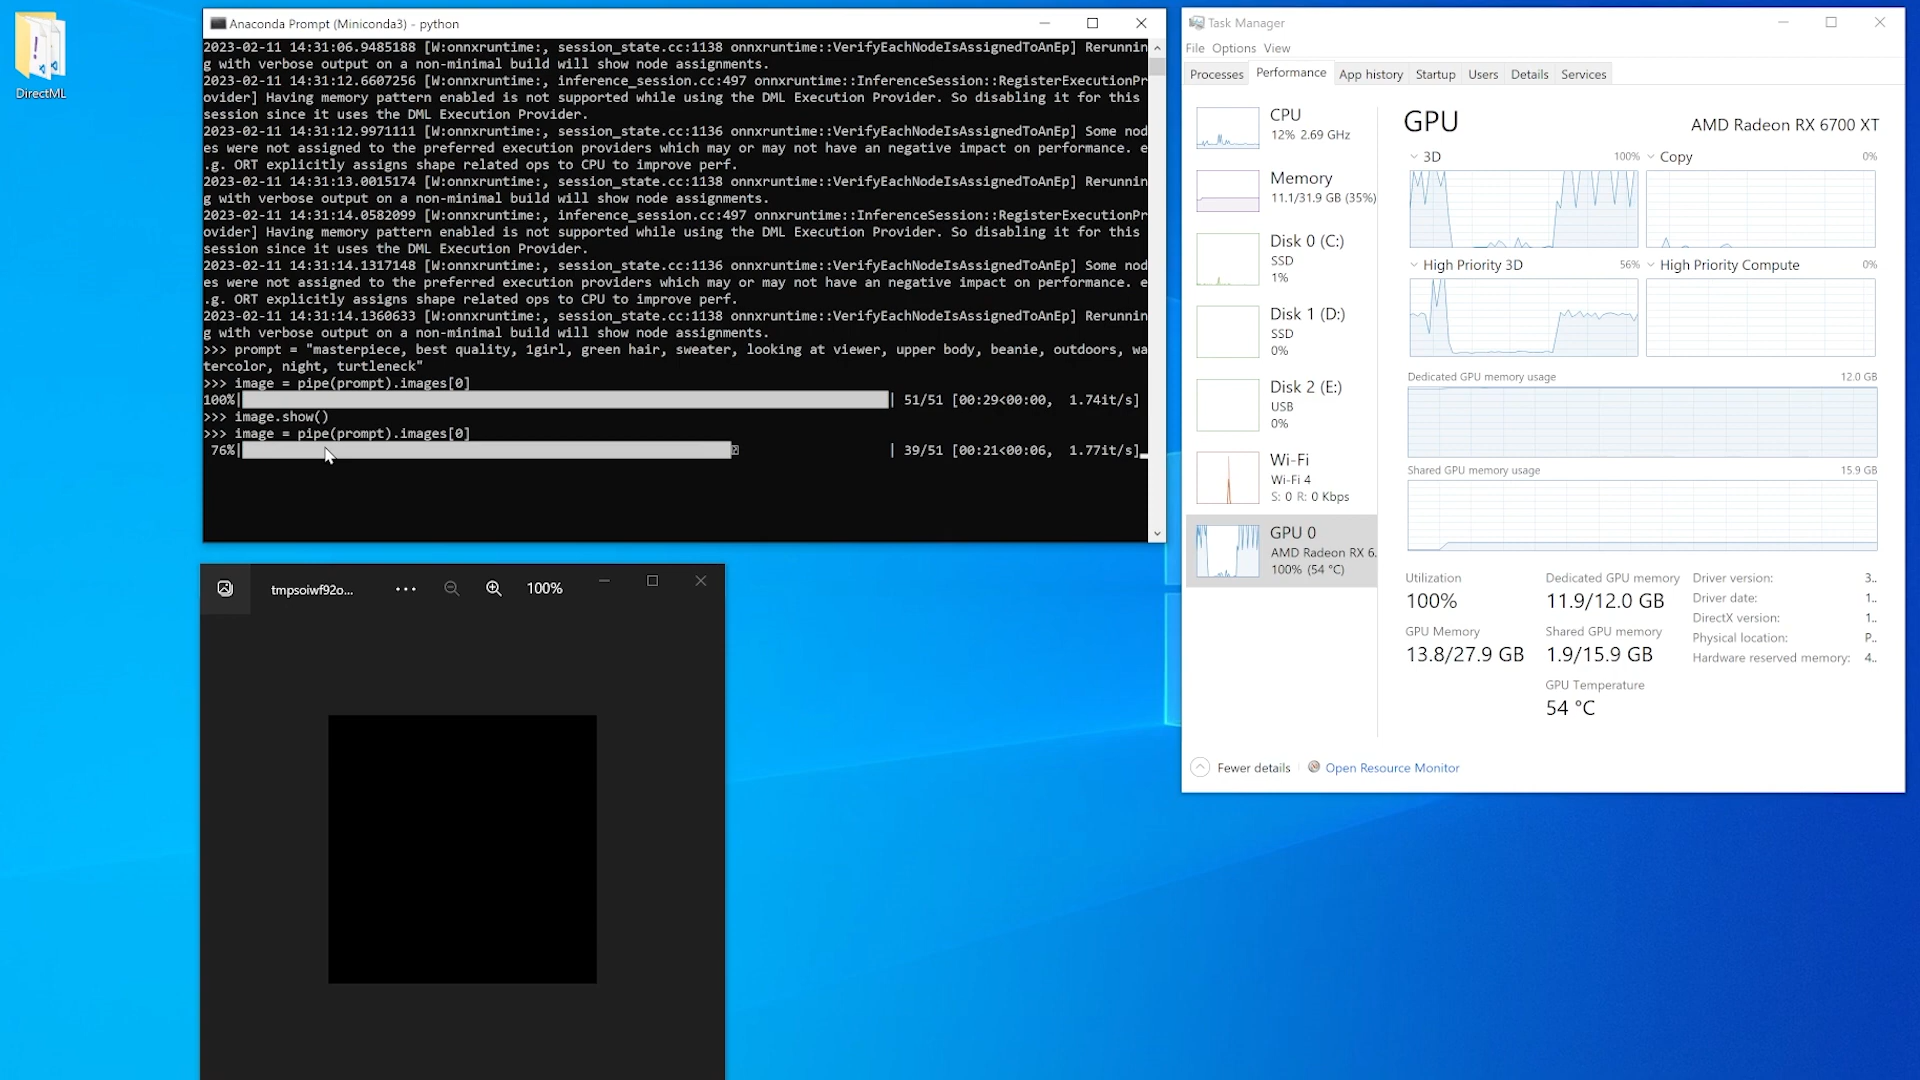 DirectML
Anaconda Prompt (Miniconda3) - python
2023-02-11 14:31:06.9485188 [W:onnxruntime:, session_state.cc:1138 onnxruntime::VerifyEachNodeIsAssignedToAnEp] Rerunnin
g with verbose output on a non-minimal build will show node assignments.
2023-02-11 14:31:12.6607256 [W:onnxruntime:, inference_session.cc:497 onnxruntime::InferenceSession::RegisterExecutionPr
ovider] Having memory pattern enabled is not supported while using the DML Execution Provider. So disabling it for this
session since it uses the DML Execution Provider.
2023-02-11 14:31:12.9971111 [W:onnxruntime:, session_state.cc:1136 onnxruntime::VerifyEachNodeIsAssignedToAnEp] Some nod
es were not assigned to the preferred execution providers which may or may not have an negative impact on performance. e
.g. ORT explicitly assigns shape related ops to CPU to improve perf.
2023-02-11 14:31:13.0015174 [W:onnxruntime:, session_state.cc:1138 onnxruntime::VerifyEachNodeIsAssignedToAnEp] Rerunnin
g with verbose output on a non-minimal build will show node assignments.
2023-02-11 14:31:14.0582099 [W:onnxruntime:, inference_session.cc:497 onnxruntime::InferenceSession::RegisterExecutionPr
ovider] Having memory pattern enabled is not supported while using the DML Execution Provider. So disabling it for this
session since it uses the DML Execution Provider.
2023-02-11 14:31:14.1317148 [W:onnxruntime:, session_state.cc:1136 onnxruntime::VerifyEachNodeIsAssignedToAnEp] Some nod
es were not assigned to the preferred execution providers which may or may not have an negative impact on performance. e
.g. ORT explicitly assigns shape related ops to CPU to improve perf.
2023-02-11 14:31:14.1360633 [W:onnxruntime:, session_state.cc:1138 onnxruntime::VerifyEachNodeIsAssignedToAnEp] Rerunnin
g with verbose output on a non-minimal build will show node assignments.
>>> prompt = "masterpiece, best quality, 1girl, green hair, sweater, looking at viewer, upper body, beanie, outdoors, wa
tercolor, night, turtleneck"
>>> image = pipe(prompt).images[0]
100%| | 51/51 [00:29<00:00, 1.74it/s]
>>> image.show()
>>> image = pipe(prompt).images[0]
76%| | 39/51 [00:21<00:06, 1.77it/s]
tmpsoiwf92o... ··· 100%
Task Manager
File Options View
Processes Performance App history Startup Users Details Services
CPU
12% 2.69 GHz
Memory
11.1/31.9 GB (35%)
Disk 0 (C:)
SSD
1%
Disk 1 (D:)
SSD
0%
Disk 2 (E:)
USB
0%
Wi-Fi
Wi-Fi 4
S: 0 R: 0 Kbps
GPU 0
AMD Radeon RX 6.
100% (54 °C)
GPU AMD Radeon RX 6700 XT
3D 100% Copy 0%
High Priority 3D 56% High Priority Compute 0%
Dedicated GPU memory usage 12.0 GB
Shared GPU memory usage 15.9 GB
Utilization
100%
GPU Memory
13.8/27.9 GB
Dedicated GPU memory
11.9/12.0 GB
Shared GPU memory
1.9/15.9 GB
GPU Temperature
54 °C
Driver version: 3..
Driver date: 1..
DirectX version: 1..
Physical location: P..
Hardware reserved memory: 4..
Fewer details Open Resource Monitor